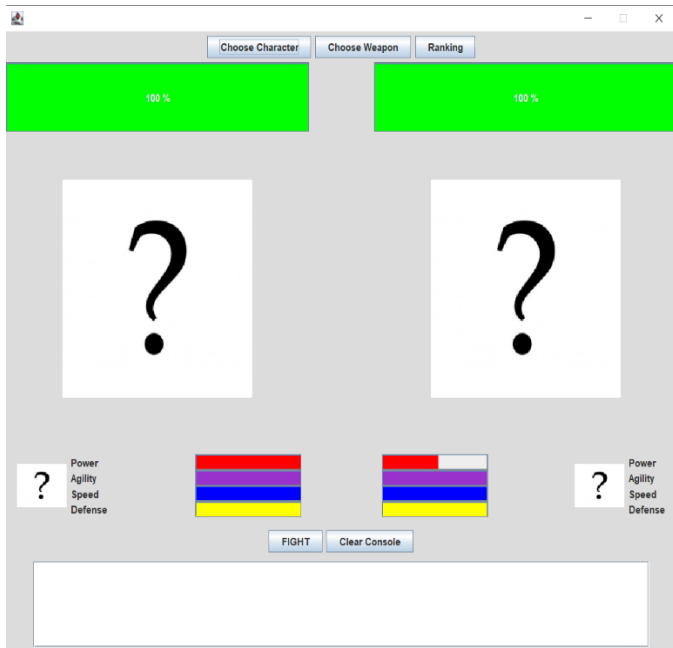 Choose Character Choose Weapon Ranking
100 % 100 %
? ?
? ?
Power Power
Agility Agility
Speed Speed
Defense Defense
FIGHT Clear Console